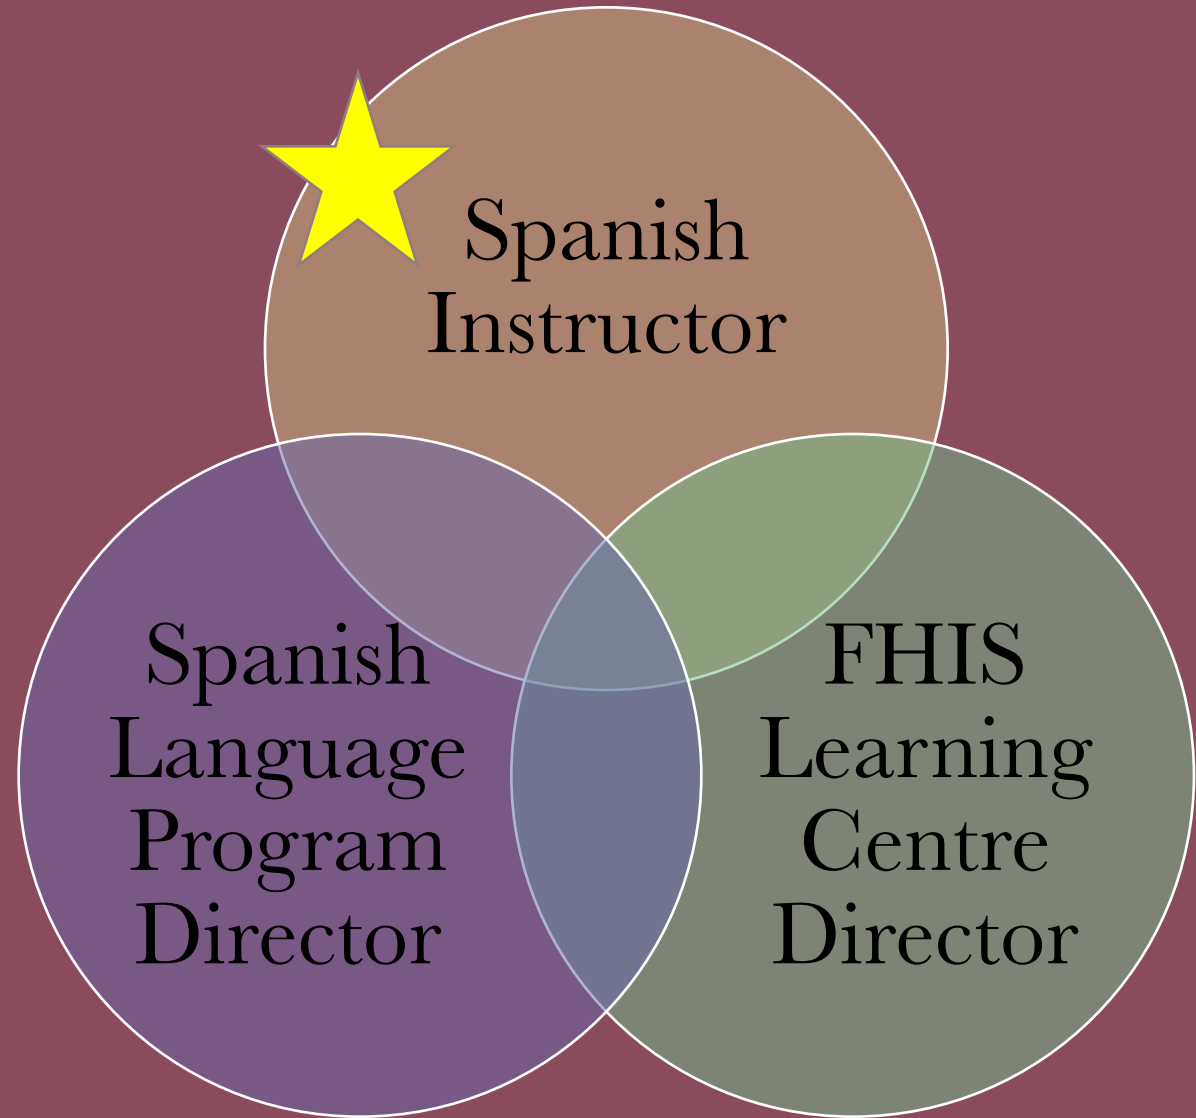 Spanish
Instructor
Spanish
Language
Program
Director
FHIS
Learning
Centre
Director